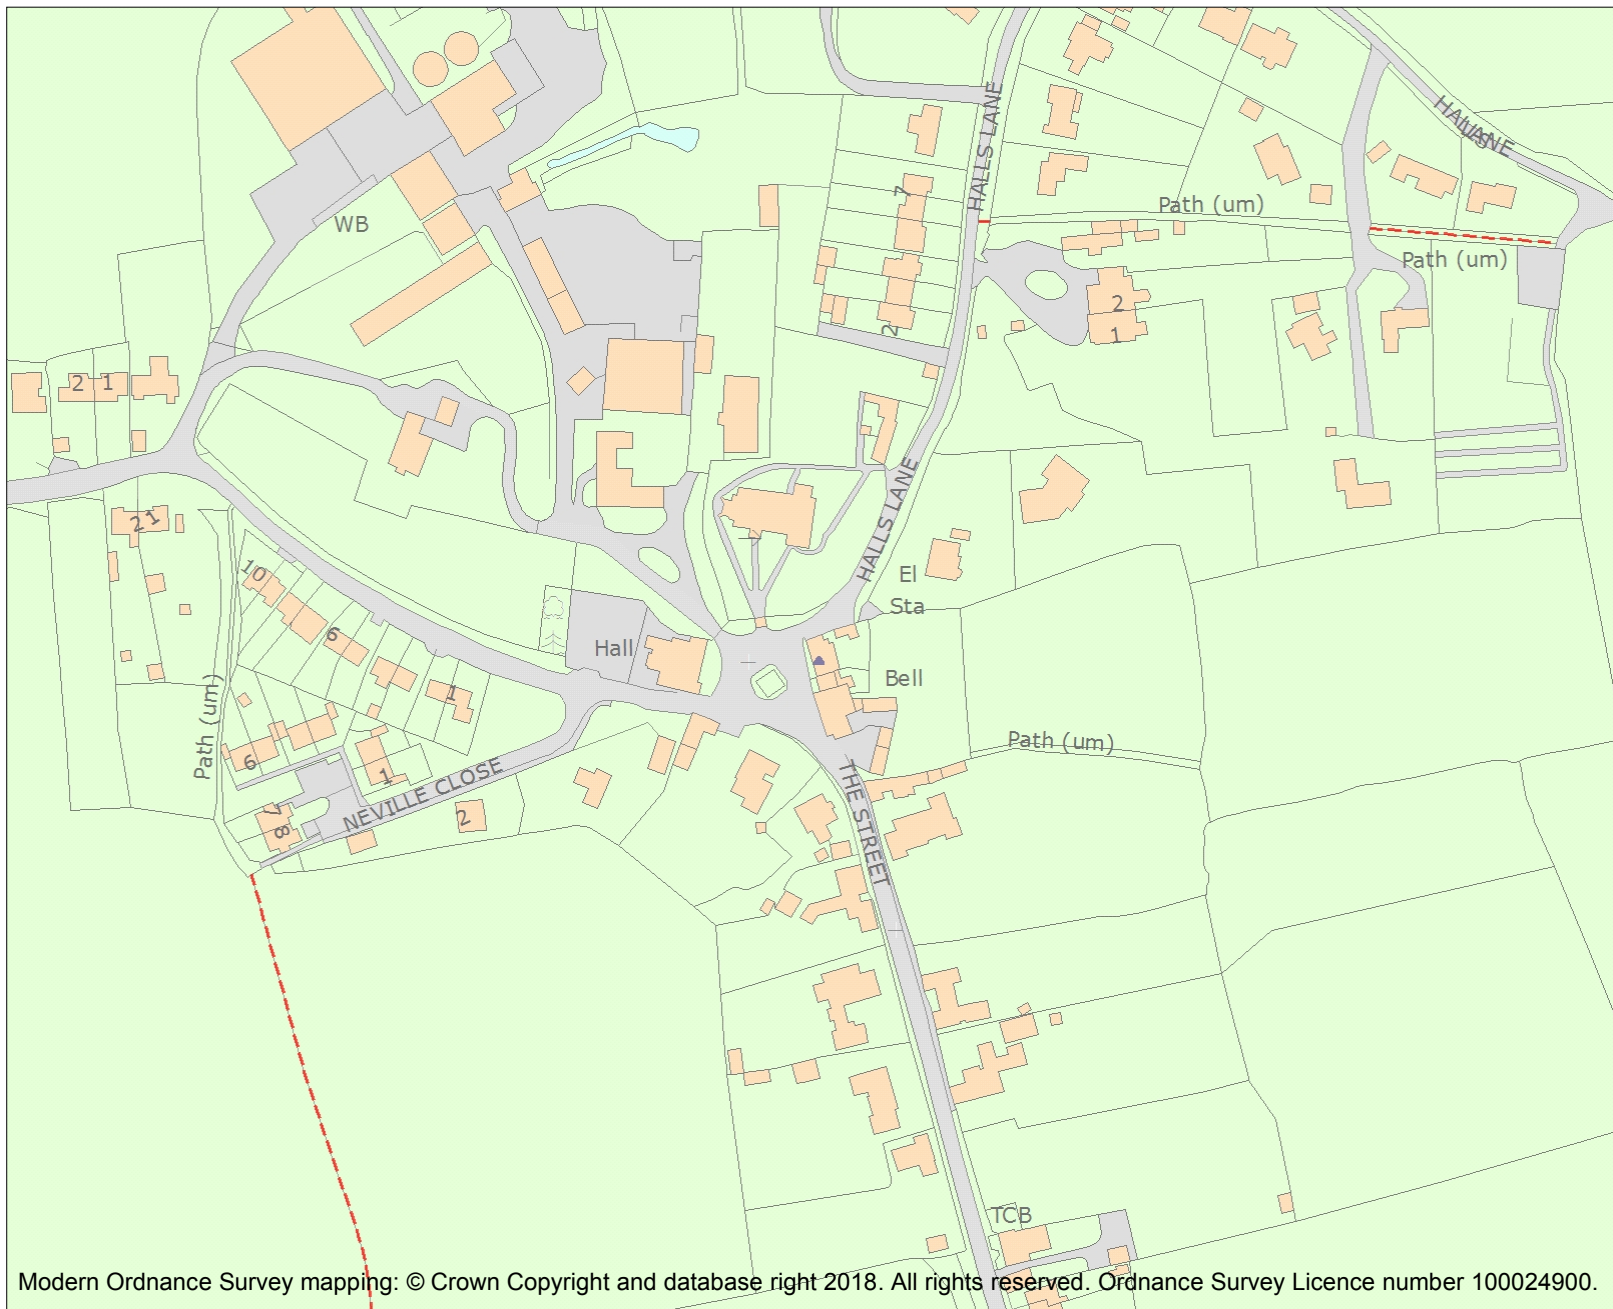 HALLS LANE
HALLS LANE
WB
7
Path (um)
Path (um)
2
1
2
2 1
HALLS LANE
2 1
10
El
Sta
6
Hall
Bell
1
Path (um)
Path (um)
6
1
THE STREET
NEVILLE CLOSE
2
7 8
TCB
Modern Ordnance Survey mapping: © Crown Copyright and database right 2018. All rights reserved. Ordnance Survey Licence number 100024900.